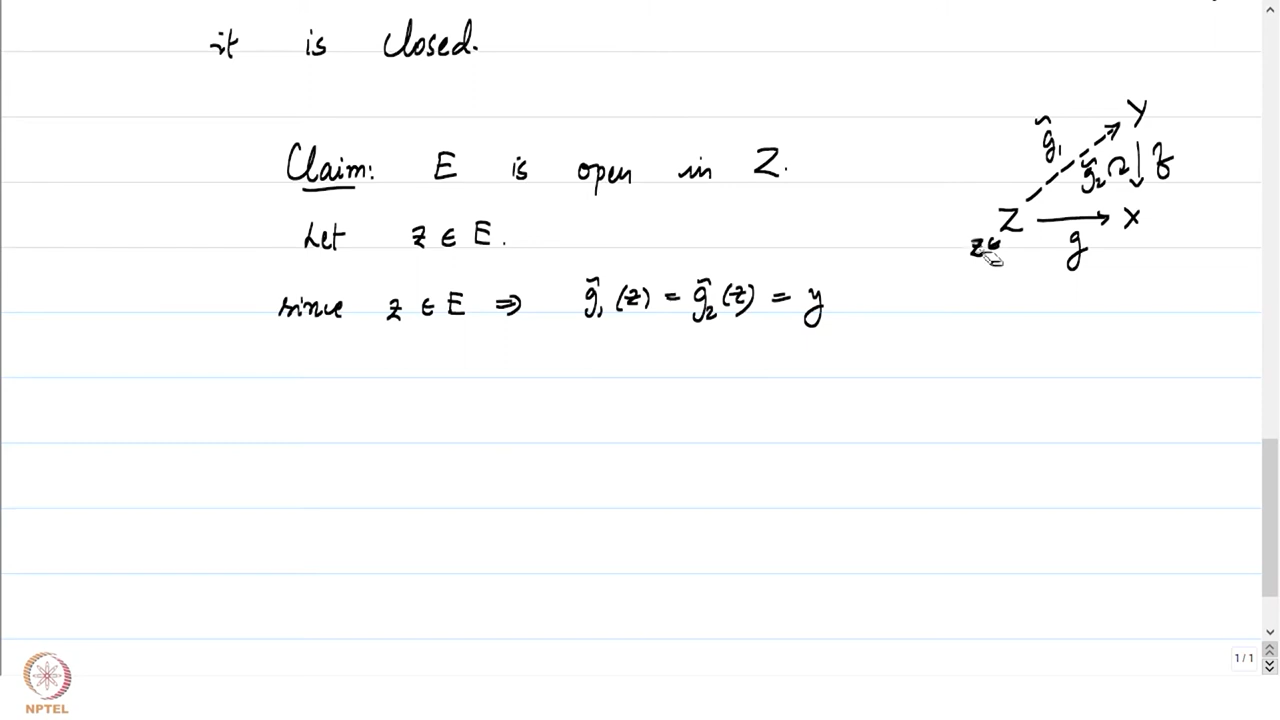 it is closed.
Claim: E is open in Z.
Let z ∈ E.
since z ∈ E ⇒ g̃₁(z) = g̃₂(z) = y
Y
g̃₁
g̃₂
Z
X
z ∈
g
1 / 1
NPTEL